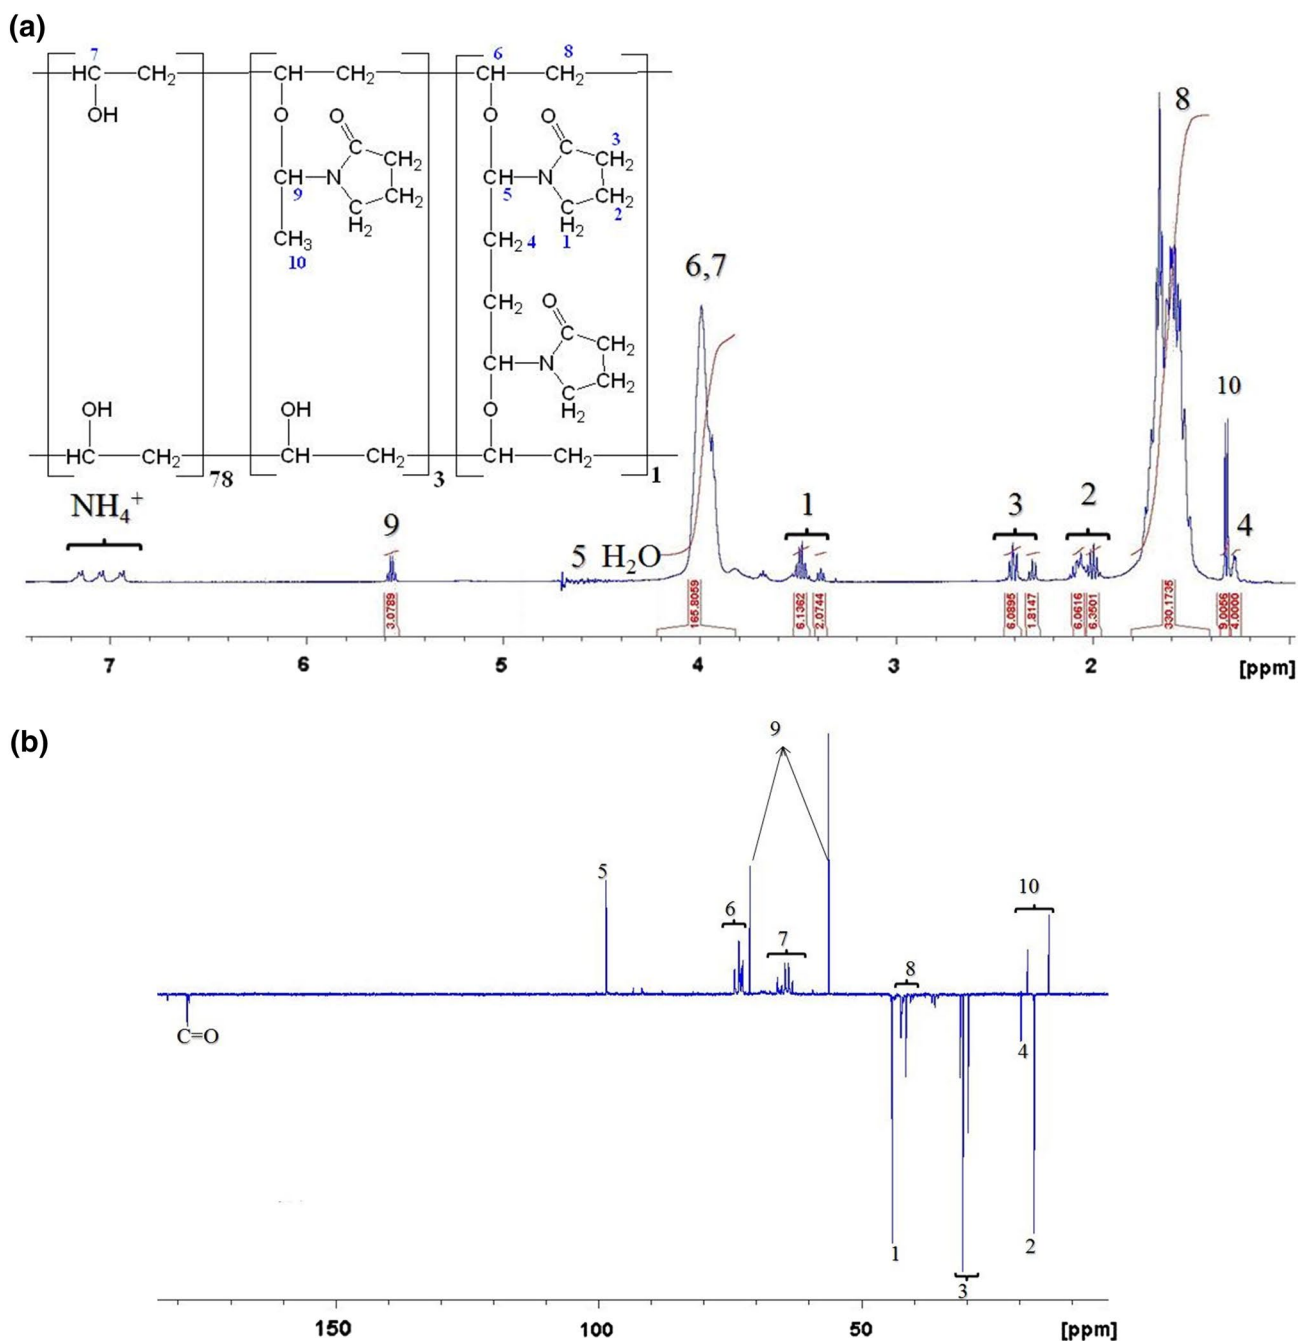 (a)
7
6
8
HC
CH2
CH
CH2
CH
CH2
OH
O
O
O
O
3
CH
N
CH2
CH
N
CH2
9
CH2
5
CH2
2
C
H2
C
H2
CH3
CH2 4
1
10
CH2
O
CH
N
CH2
CH2
C
H2
OH
OH
O
HC
CH2
CH
CH2
CH
CH2
78
3
1
NH4+
9
5 H2O
6,7
1
3
2
8
10
4
3.0789
165.8059
6.1362
2.0744
6.0895
1.8147
6.0616
6.3501
330.1735
9.0056
4.0000
7
6
5
4
3
2
[ppm]
(b)
9
5
6
7
8
10
C=O
4
1
2
3
150
100
50
[ppm]